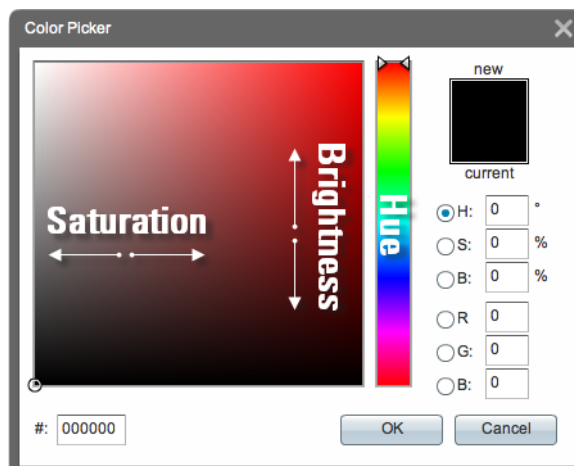 Color Picker
new
current
Saturation
Brightness
Hue
H: 0 °
S: 0 %
B: 0 %
R 0
G: 0
B: 0
#: 000000
OK
Cancel